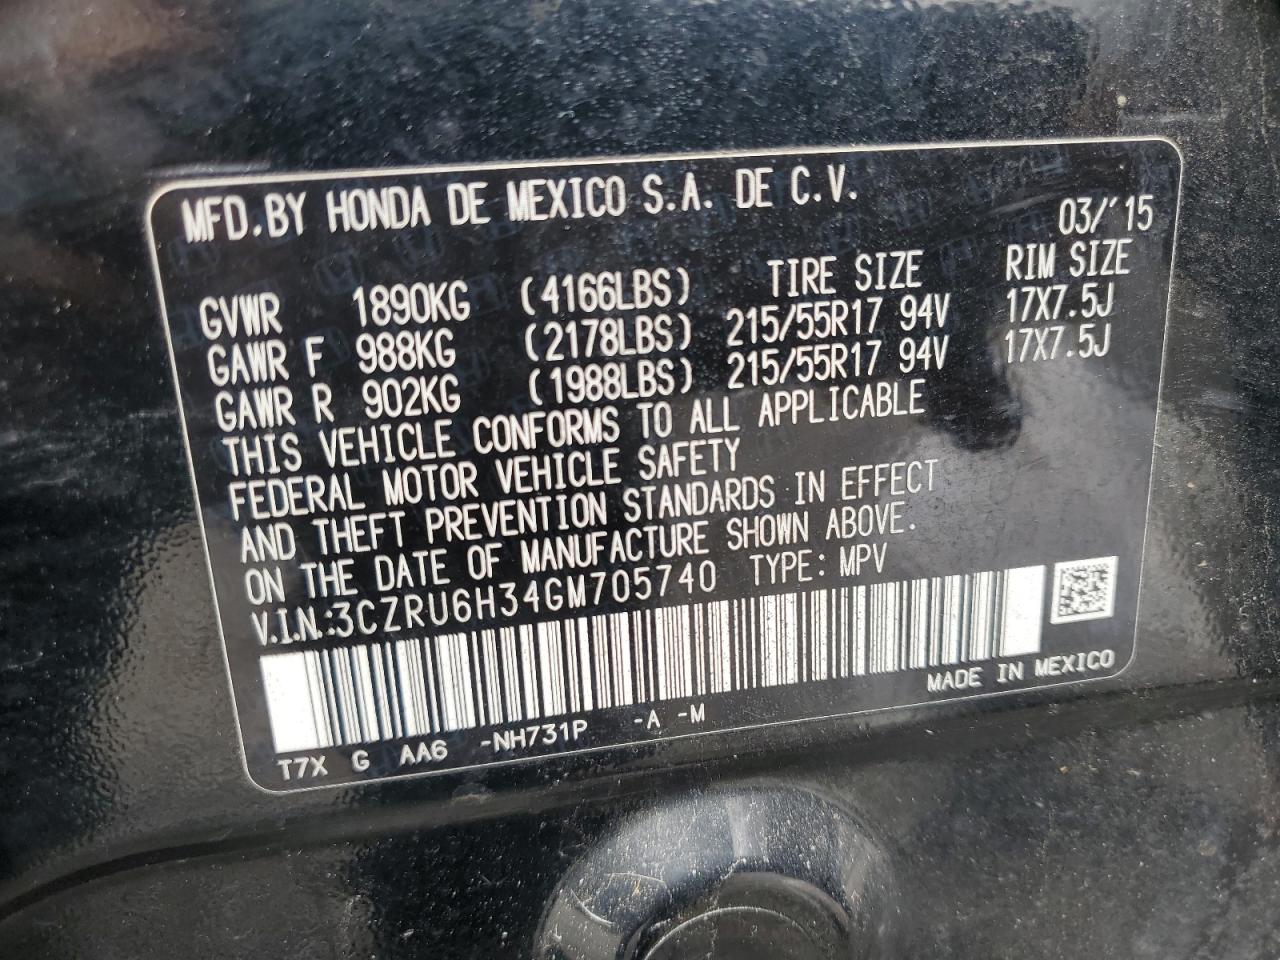 MFD.BY HONDA DE MEXICO S.A. DE C.V.
03/'15
GVWR 1890KG (4166LBS) TIRE SIZE RIM SIZE
GAWR F 988KG (2178LBS) 215/55R17 94V 17X7.5J
GAWR R 902KG (1988LBS) 215/55R17 94V 17X7.5J
THIS VEHICLE CONFORMS TO ALL APPLICABLE
FEDERAL MOTOR VEHICLE SAFETY
AND THEFT PREVENTION STANDARDS IN EFFECT
ON THE DATE OF MANUFACTURE SHOWN ABOVE.
V.I.N.:3CZRU6H34GM705740 TYPE: MPV
MADE IN MEXICO
T7X G AA6 -NH731P -A -M